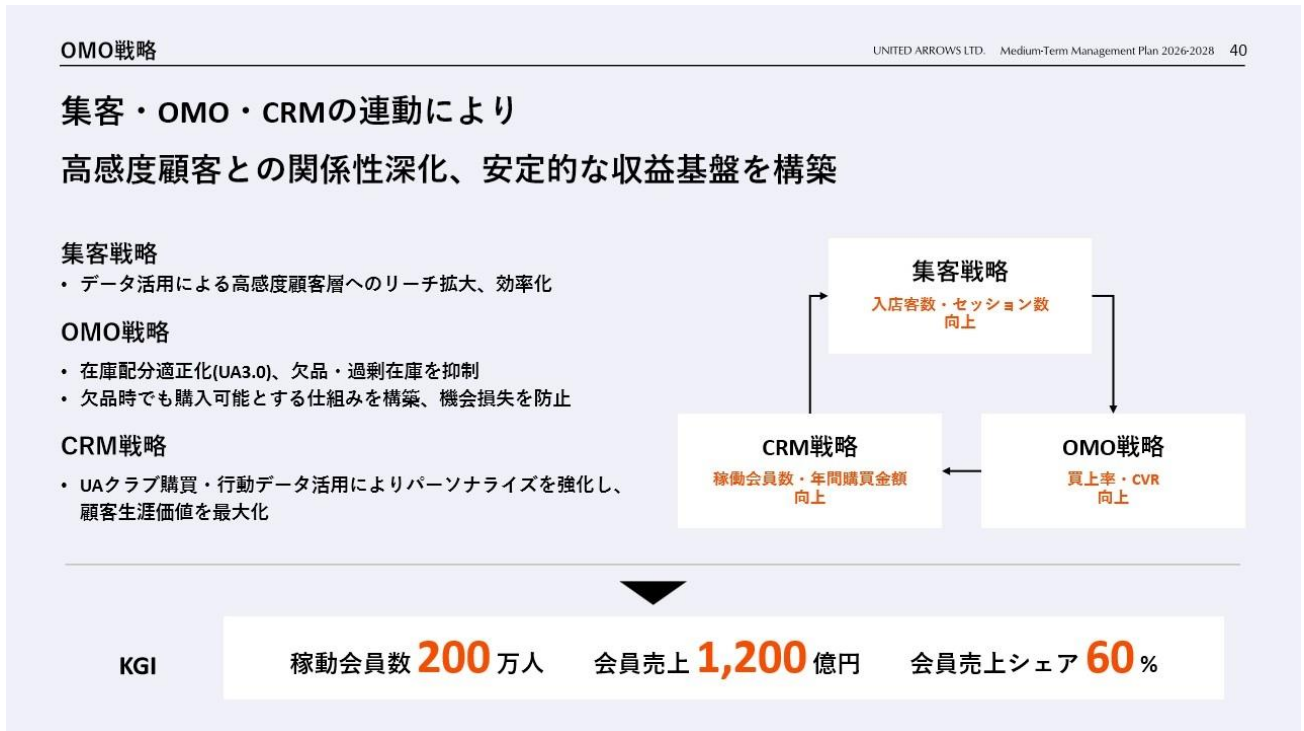 OMO戦略
UNITED ARROWS LTD. Medium-Term Management Plan 2026-2028 40
集客・OMO・CRMの連動により
高感度顧客との関係性深化、安定的な収益基盤を構築
集客戦略
• データ活用による高感度顧客層へのリーチ拡大、効率化
OMO戦略
• 在庫配分適正化(UA3.0)、欠品・過剰在庫を抑制
• 欠品時でも購入可能とする仕組みを構築、機会損失を防止
CRM戦略
• UAクラブ購買・行動データ活用によりパーソナライズを強化し、
顧客生涯価値を最大化
集客戦略
入店客数・セッション数
向上
CRM戦略
稼働会員数・年間購買金額
向上
OMO戦略
買上率・CVR
向上
KGI
稼動会員数 200 万人 会員売上 1,200 億円 会員売上シェア 60 %